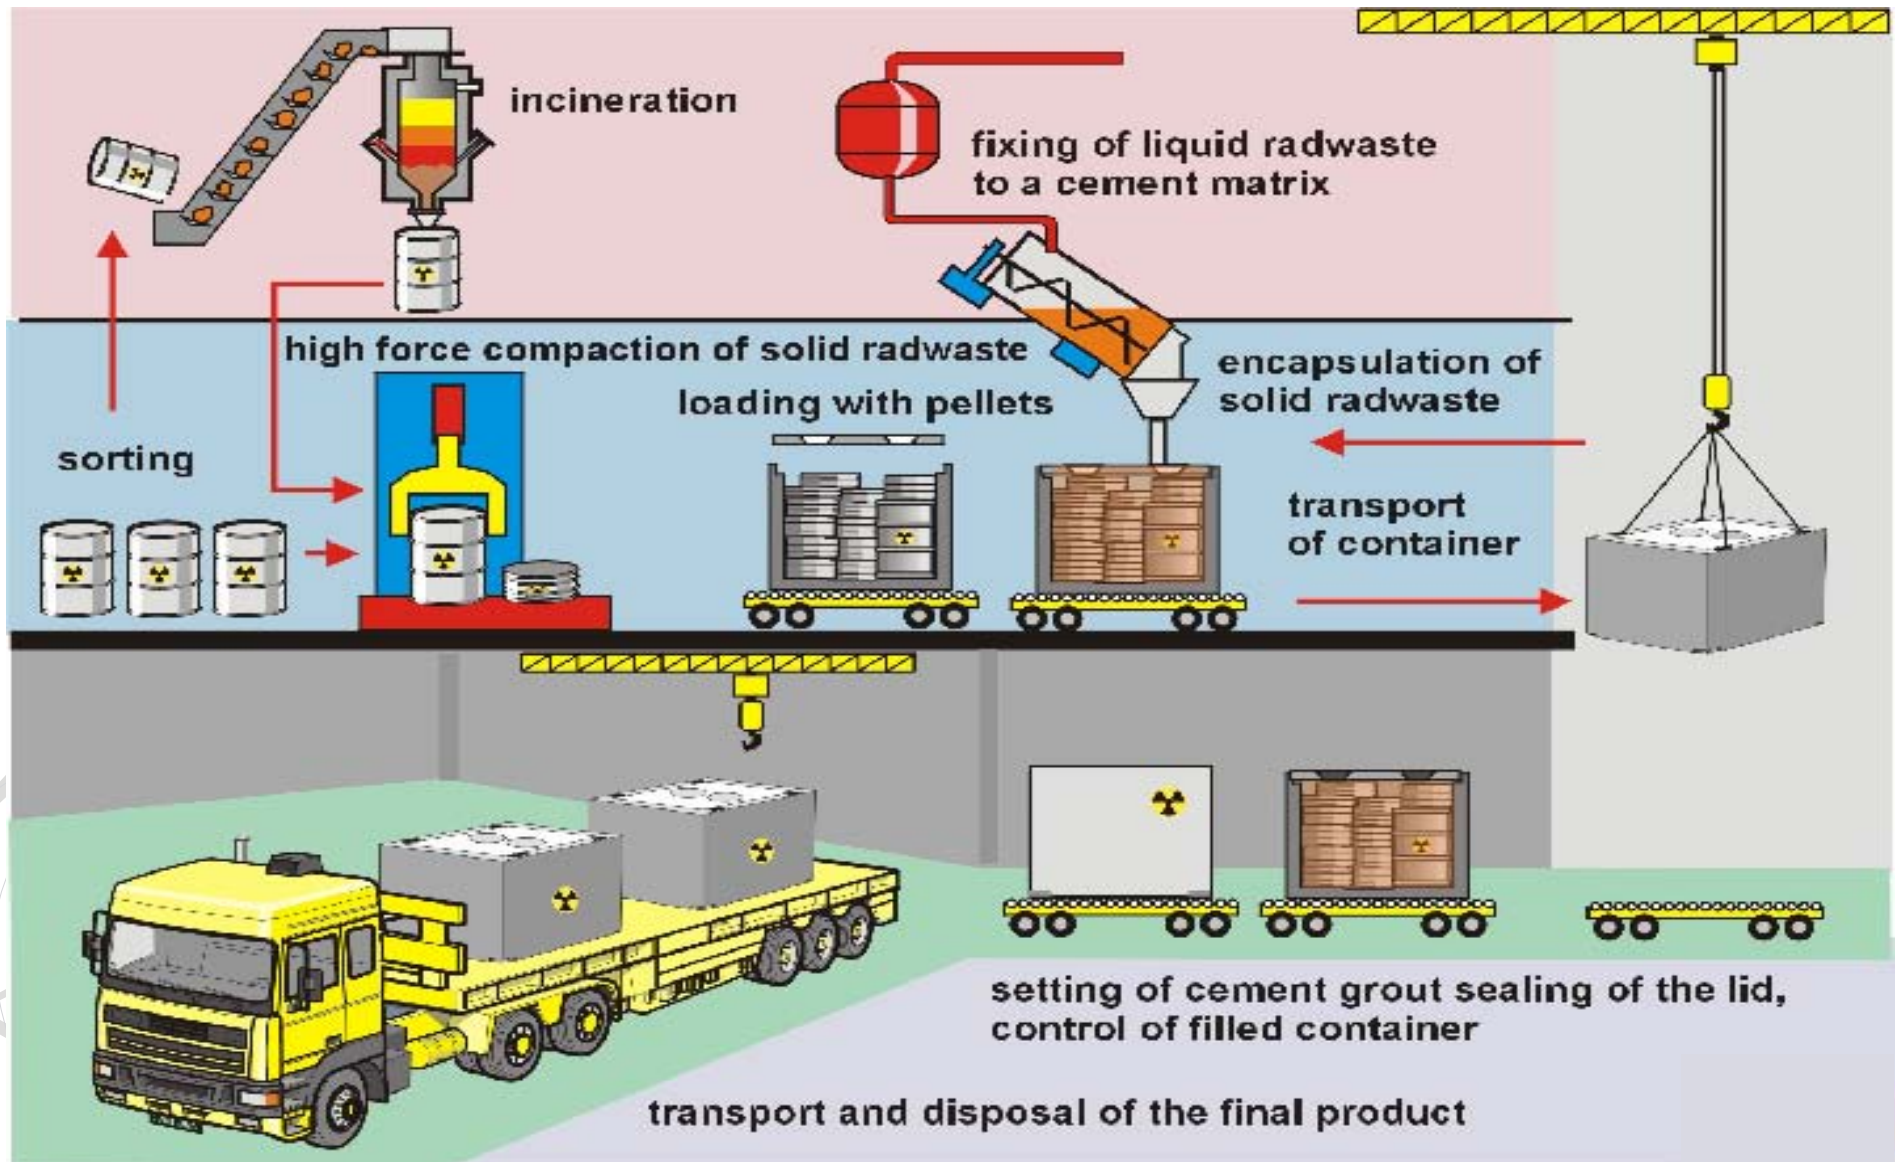 incineration
fixing of liquid radwaste
to a cement matrix
high force compaction of solid radwaste
loading with pellets
encapsulation of
solid radwaste
sorting
transport
of container
setting of cement grout sealing of the lid,
control of filled container
transport and disposal of the final product